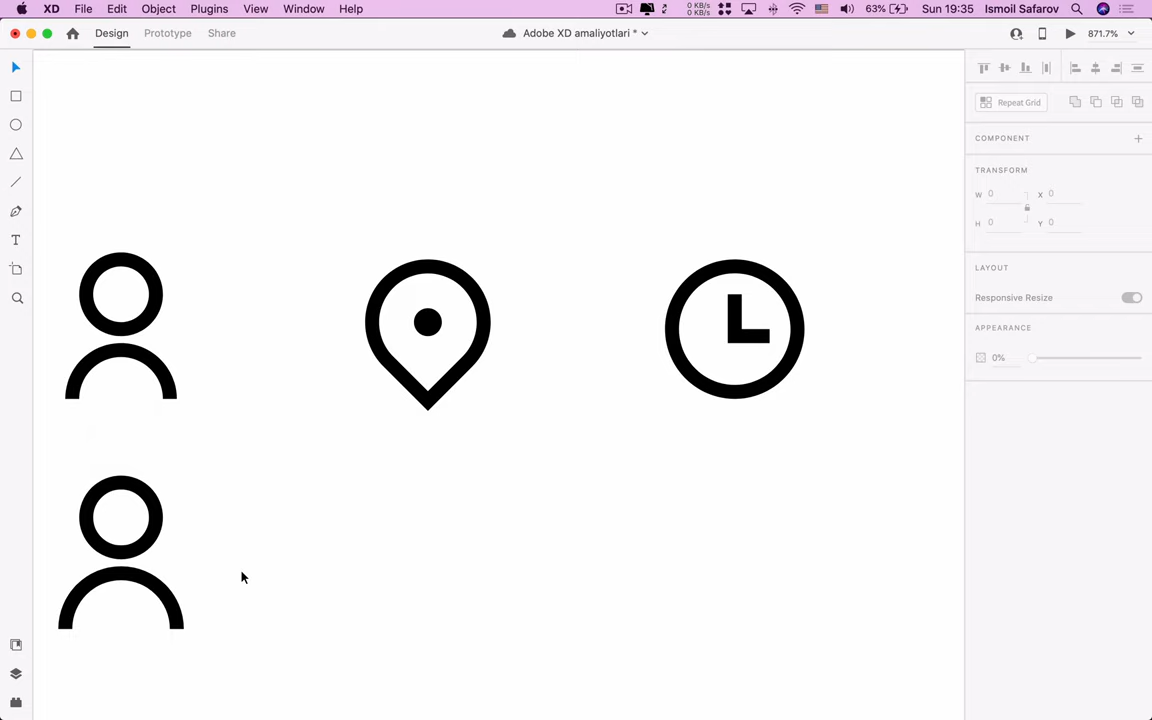 XD File Edit Object Plugins View Window Help 0 KB/s 0 KB/s 63% Sun 19:35 Ismoil Safarov
Design Prototype Share Adobe XD amaliyotlari * 871.7%
Repeat Grid
COMPONENT
TRANSFORM
W 0 X 0
H 0 Y 0
LAYOUT
Responsive Resize
APPEARANCE
0%
T